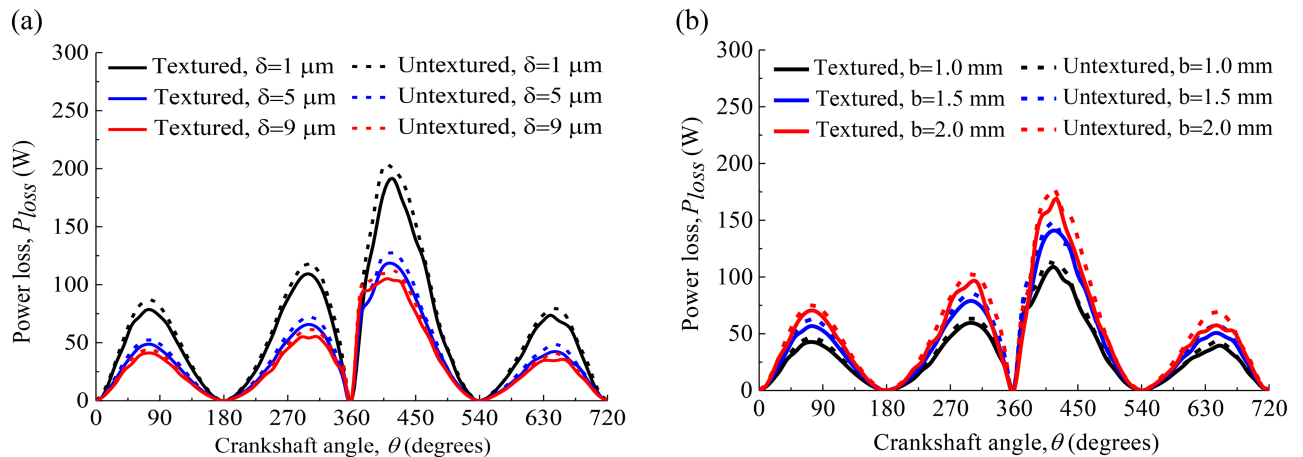 (a)
300
250
200
150
100
50
0
Power loss, P_loss (W)
Textured, δ=1 μm
Untextured, δ=1 μm
Textured, δ=5 μm
Untextured, δ=5 μm
Textured, δ=9 μm
Untextured, δ=9 μm
0 90 180 270 360 450 540 630 720
Crankshaft angle, θ (degrees)
(b)
300
250
200
150
100
50
0
Power loss, P_loss (W)
Textured, b=1.0 mm
Untextured, b=1.0 mm
Textured, b=1.5 mm
Untextured, b=1.5 mm
Textured, b=2.0 mm
Untextured, b=2.0 mm
0 90 180 270 360 450 540 630 720
Crankshaft angle, θ (degrees)